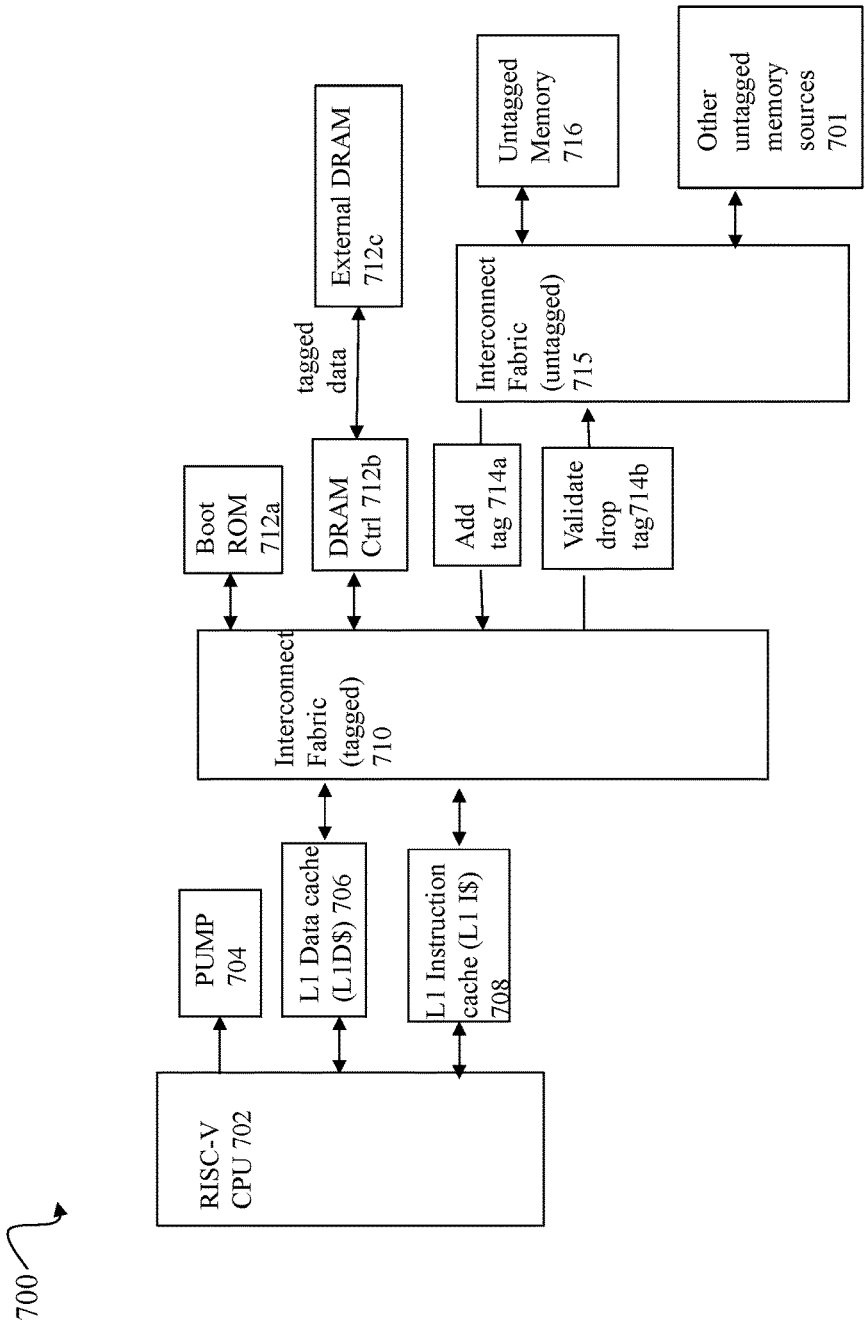 700
RISC-V
CPU 702
PUMP
704
L1 Data cache
(L1D$) 706
L1 Instruction
cache (L1 I$)
708
Interconnect
Fabric
(tagged)
710
Boot
ROM
712a
DRAM
Ctrl 712b
tagged
data
External DRAM
712c
Add
tag 714a
Validate
drop
tag714b
Interconnect
Fabric
(untagged)
715
Untagged
Memory
716
Other
untagged
memory
sources
701